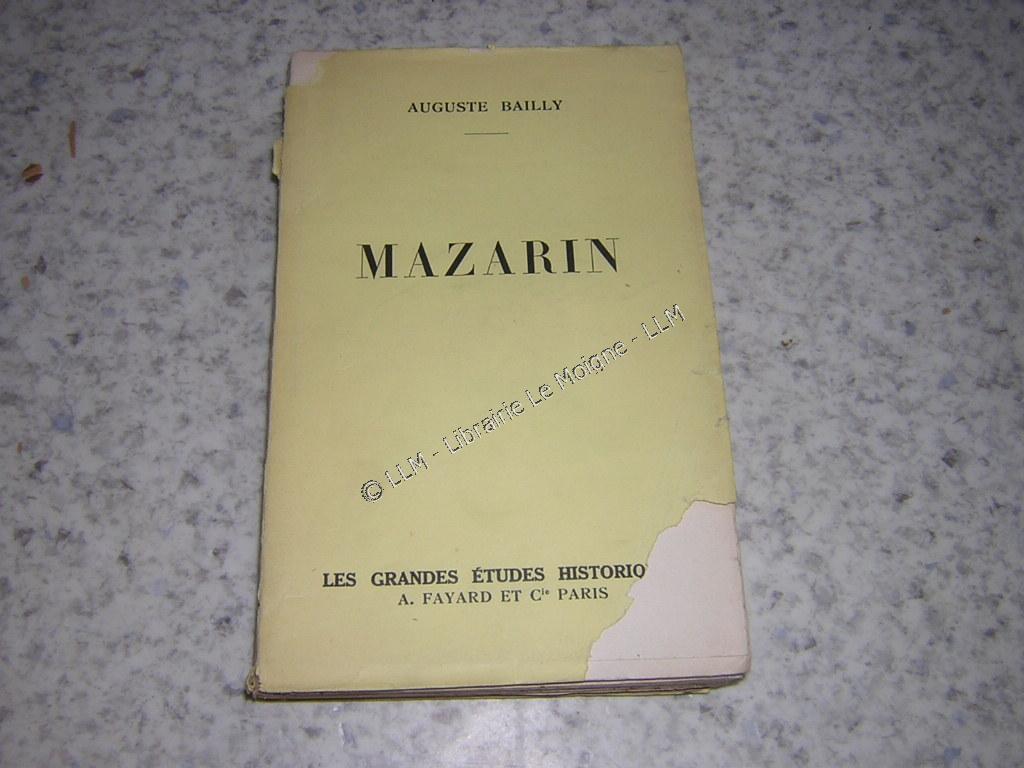 AUGUSTE BAILLY
MAZARIN
© LLM - Librairie Le Moigne - LLM
LES GRANDES ÉTUDES HISTORIQ
A. FAYARD ET Cie PARIS